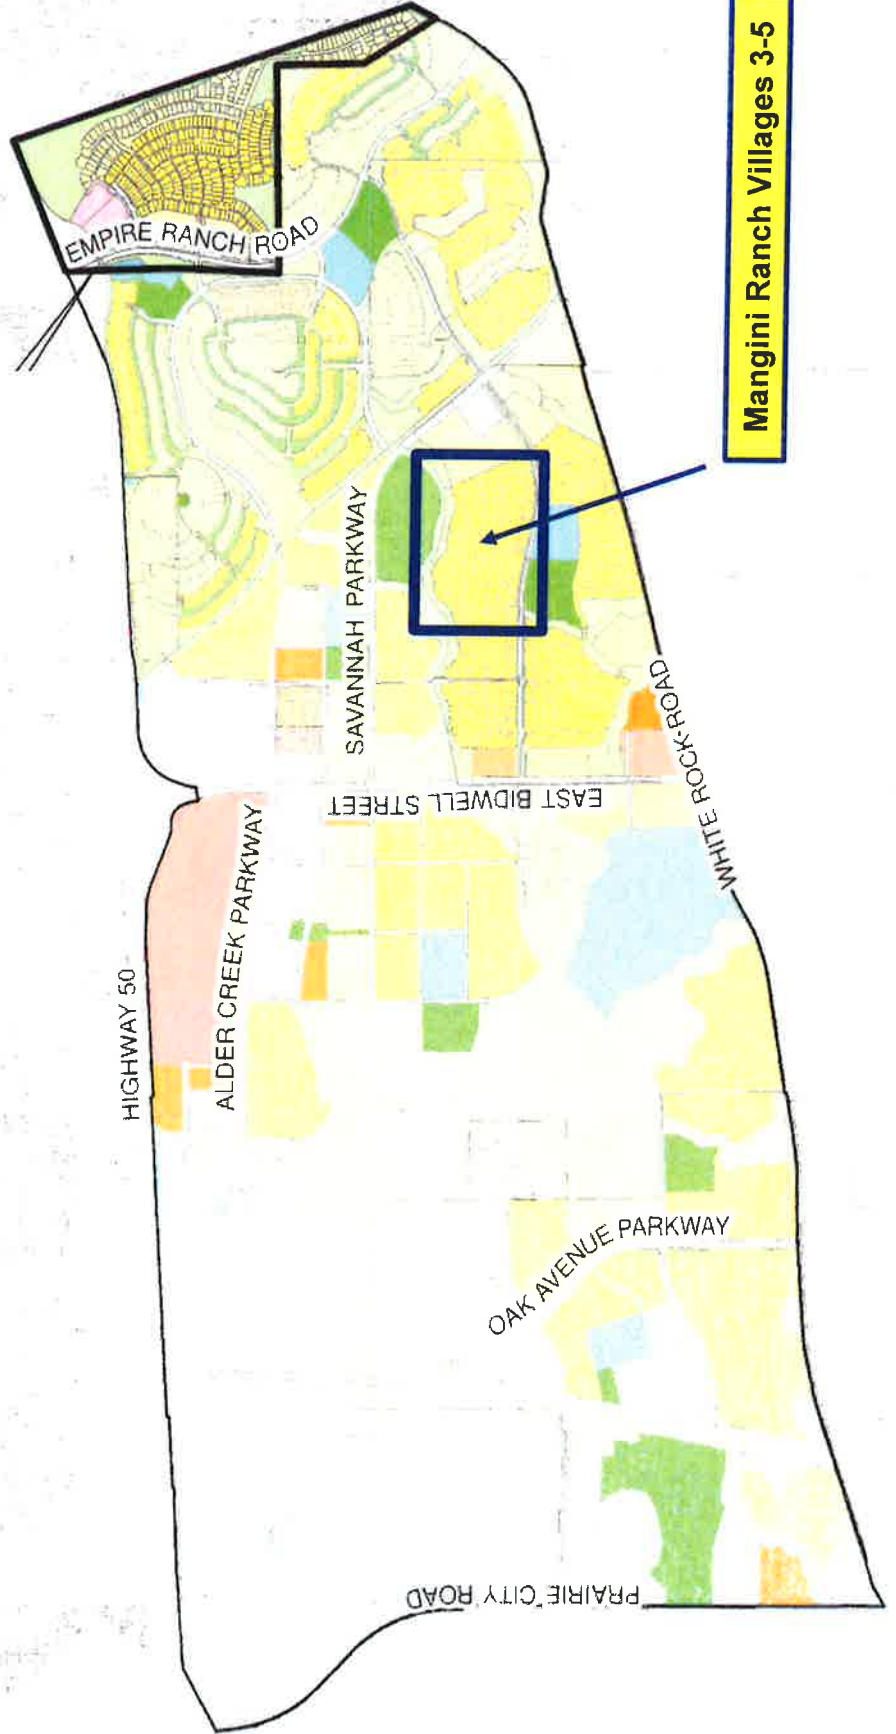 EMPIRE RANCH ROAD
Mangini Ranch Villages 3-5
SAVANNAH PARKWAY
EAST BIDWELL STREET
WHITE ROCK ROAD
HIGHWAY 50
ALDER CREEK PARKWAY
OAK AVENUE PARKWAY
PRAIRIE CITY ROAD